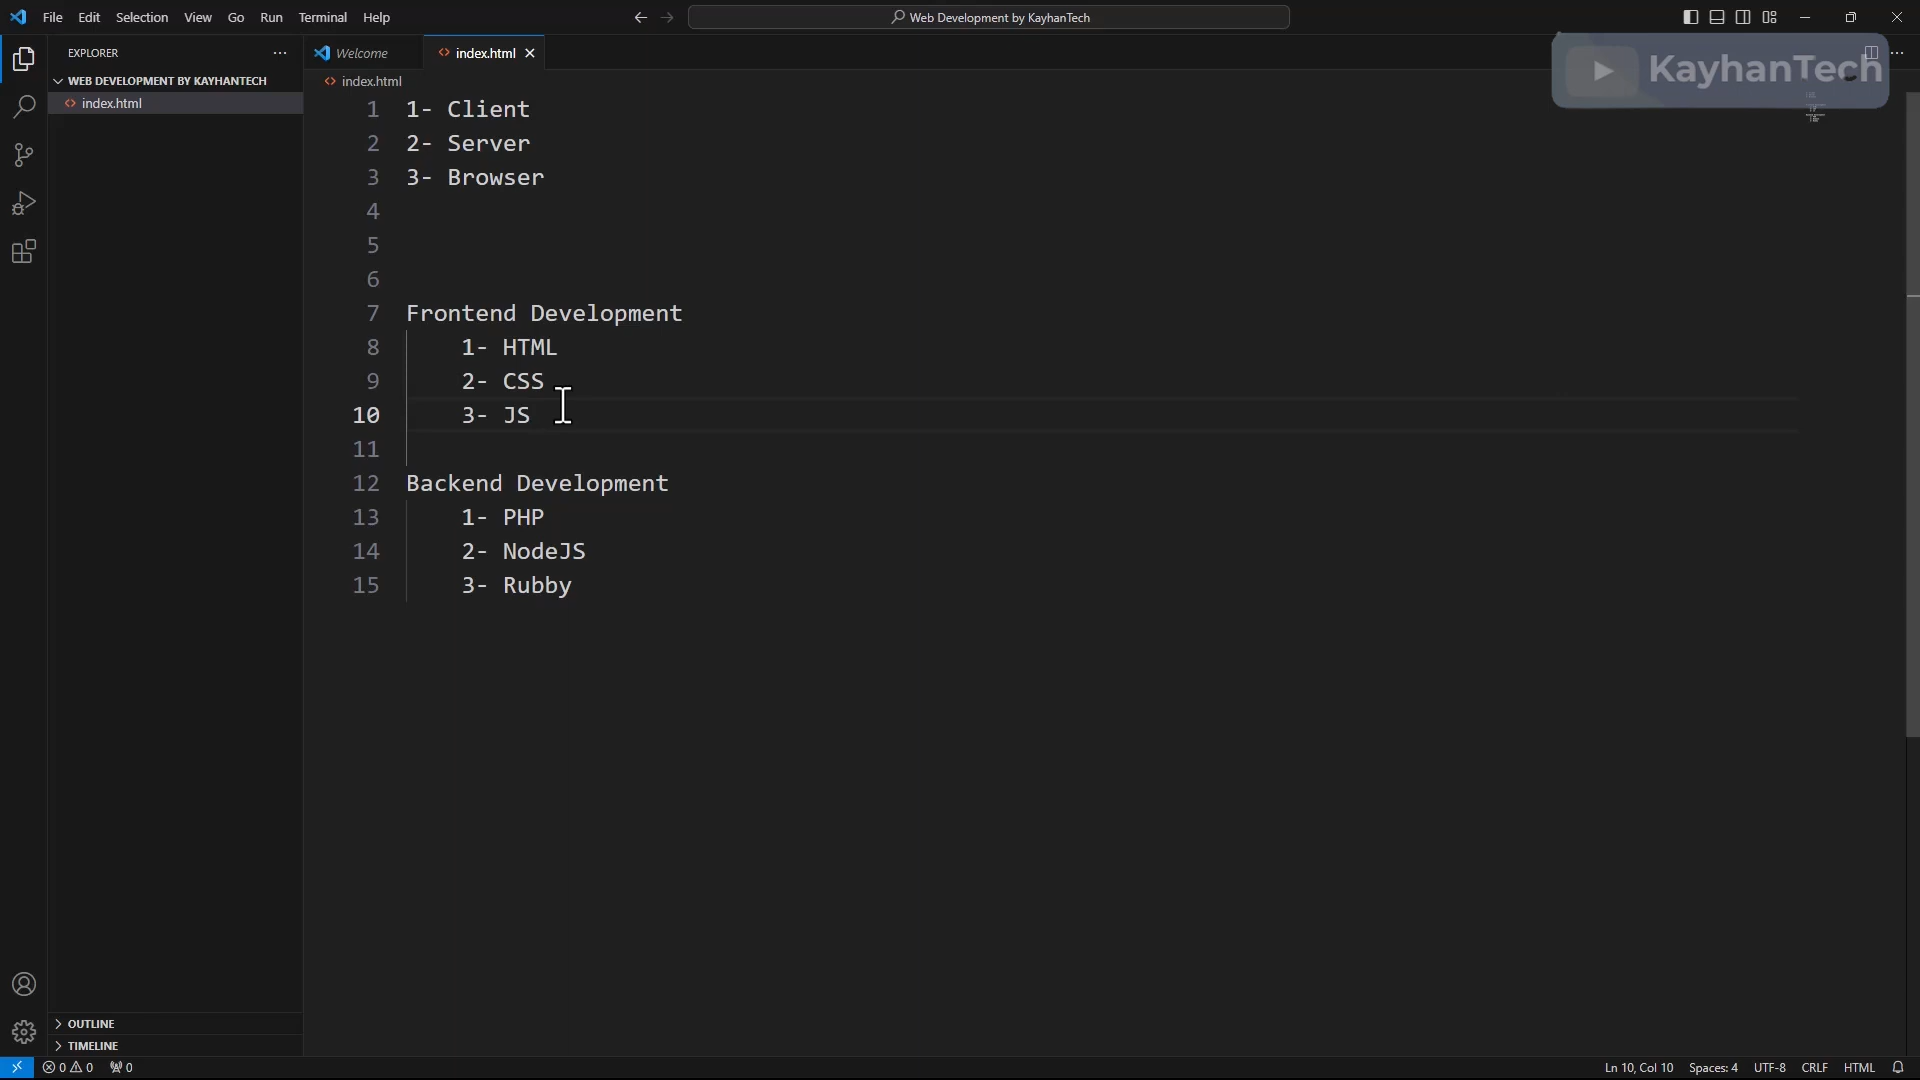 File Edit Selection View Go Run Terminal Help
Web Development by KayhanTech
EXPLORER
WEB DEVELOPMENT BY KAYHANTECH
index.html
Welcome
index.html
KayhanTech
index.html
1 1- Client
2 2- Server
3 3- Browser
4
5
6
7 Frontend Development
8 1- HTML
9 2- CSS
10 3- JS
11
12 Backend Development
13 1- PHP
14 2- NodeJS
15 3- Rubby
OUTLINE
TIMELINE
0 0 0
Ln 10, Col 10 Spaces: 4 UTF-8 CRLF HTML